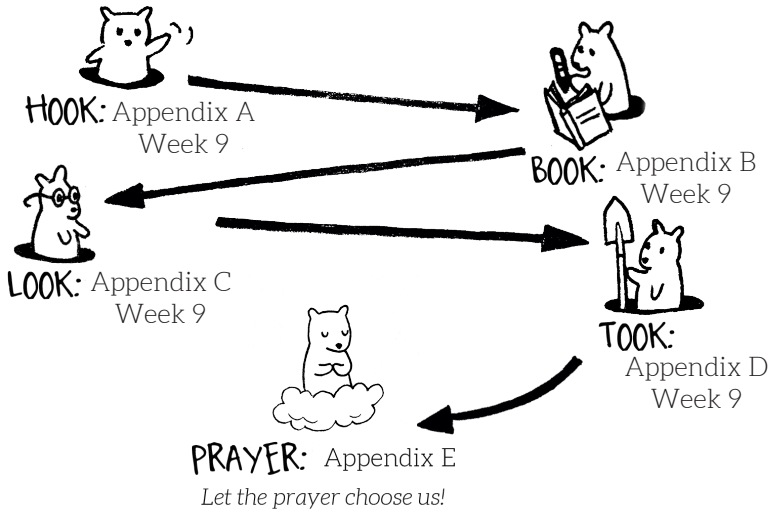 HOOK: Appendix A
Week 9
BOOK: Appendix B
Week 9
LOOK: Appendix C
Week 9
TOOK:
Appendix D
Week 9
PRAYER: Appendix E
Let the prayer choose us!